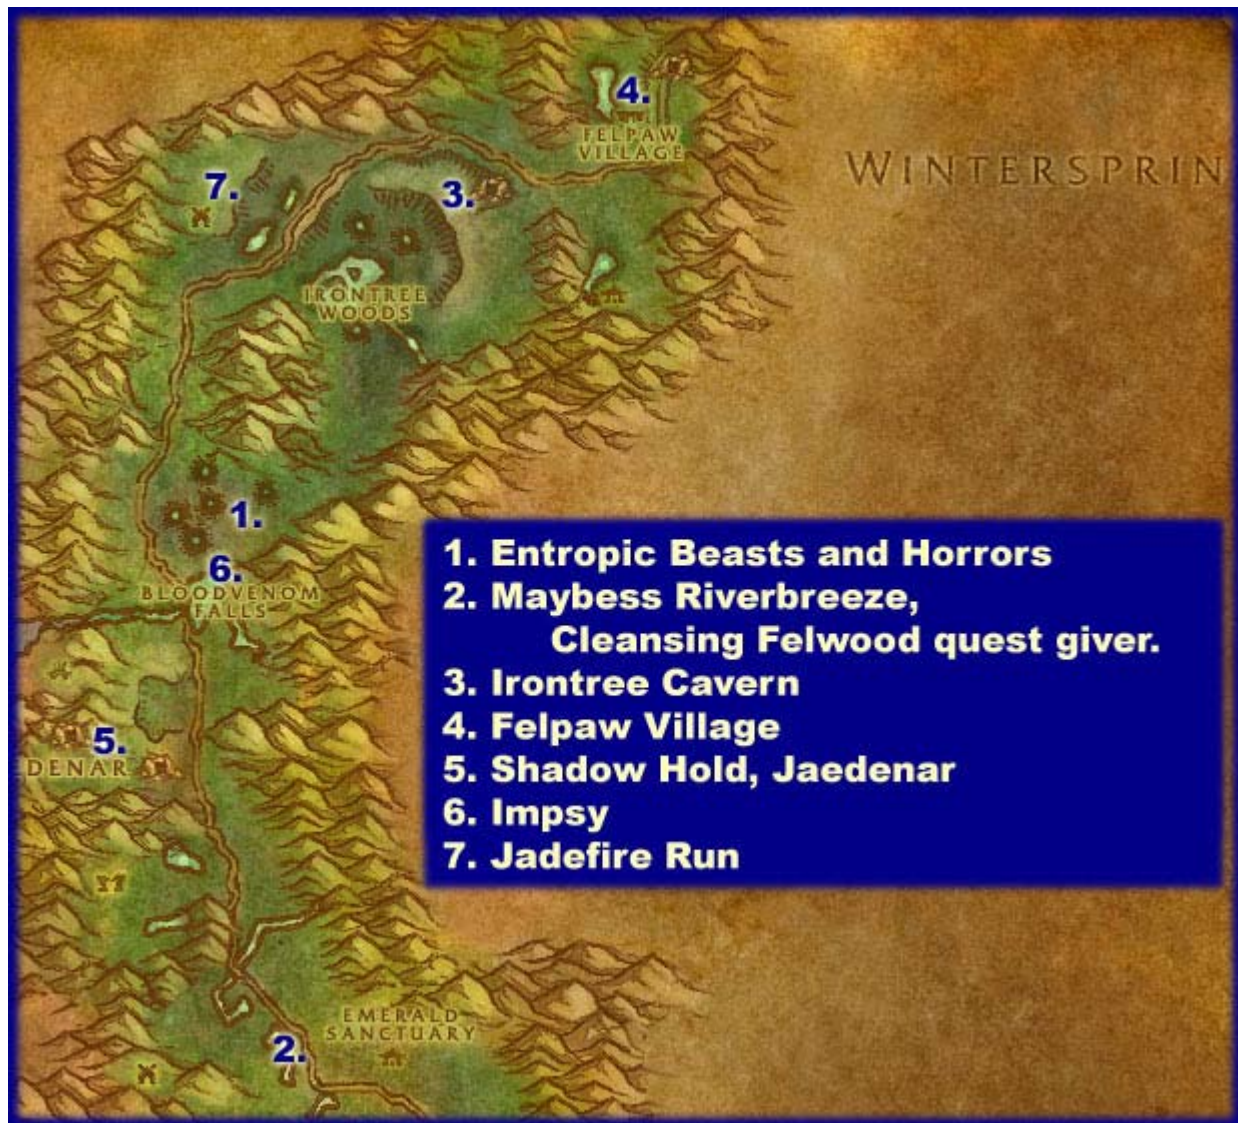 4.
FELPAW
VILLAGE
WINTERSPRIN
7.
3.
IRONTREE
WOODS
1.
6.
BLOODVENOM
FALLS
5.
DENAR
EMERALD
SANCTUARY
2.
1. Entropic Beasts and Horrors
2. Maybess Riverbreeze,
Cleansing Felwood quest giver.
3. Irontree Cavern
4. Felpaw Village
5. Shadow Hold, Jaedenar
6. Impsy
7. Jadefire Run